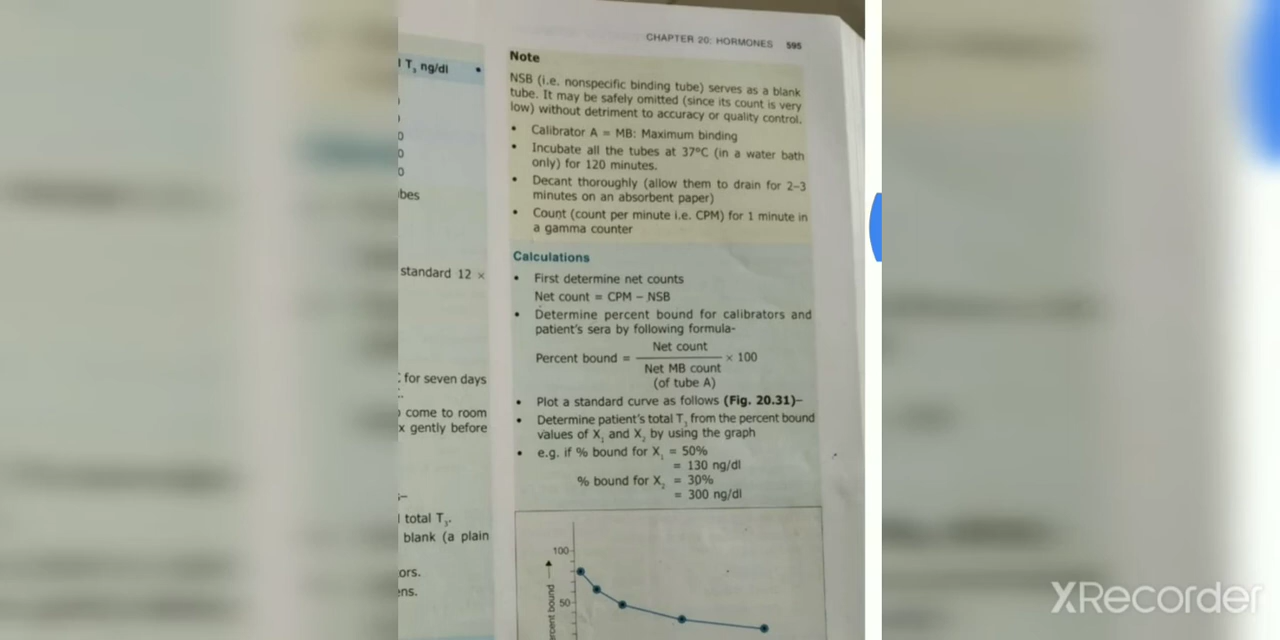 CHAPTER 20: HORMONES 595
T₃ ng/dl •
0
0
0
standard 12 ×
for seven days
come to room
gently before
total T₃.
blank (a plain
Note
NSB (i.e. nonspecific binding tube) serves as a blank
tube. It may be safely omitted (since its count is very
low) without detriment to accuracy or quality control.
• Calibrator A = MB: Maximum binding
• Incubate all the tubes at 37°C (in a water bath
only) for 120 minutes.
• Decant thoroughly (allow them to drain for 2–3
minutes on an absorbent paper)
• Count (count per minute i.e. CPM) for 1 minute in
a gamma counter
Calculations
• First determine net counts
Net count = CPM – NSB
• Determine percent bound for calibrators and
patient's sera by following formula-
Net count
Percent bound = × 100
Net MB count
(of tube A)
• Plot a standard curve as follows (Fig. 20.31)–
• Determine patient's total T₃ from the percent bound
values of X₁ and X₂ by using the graph
• e.g. if % bound for X₁ = 50%
= 130 ng/dl
% bound for X₂ = 30%
= 300 ng/dl
100
50
bound
XRecorder